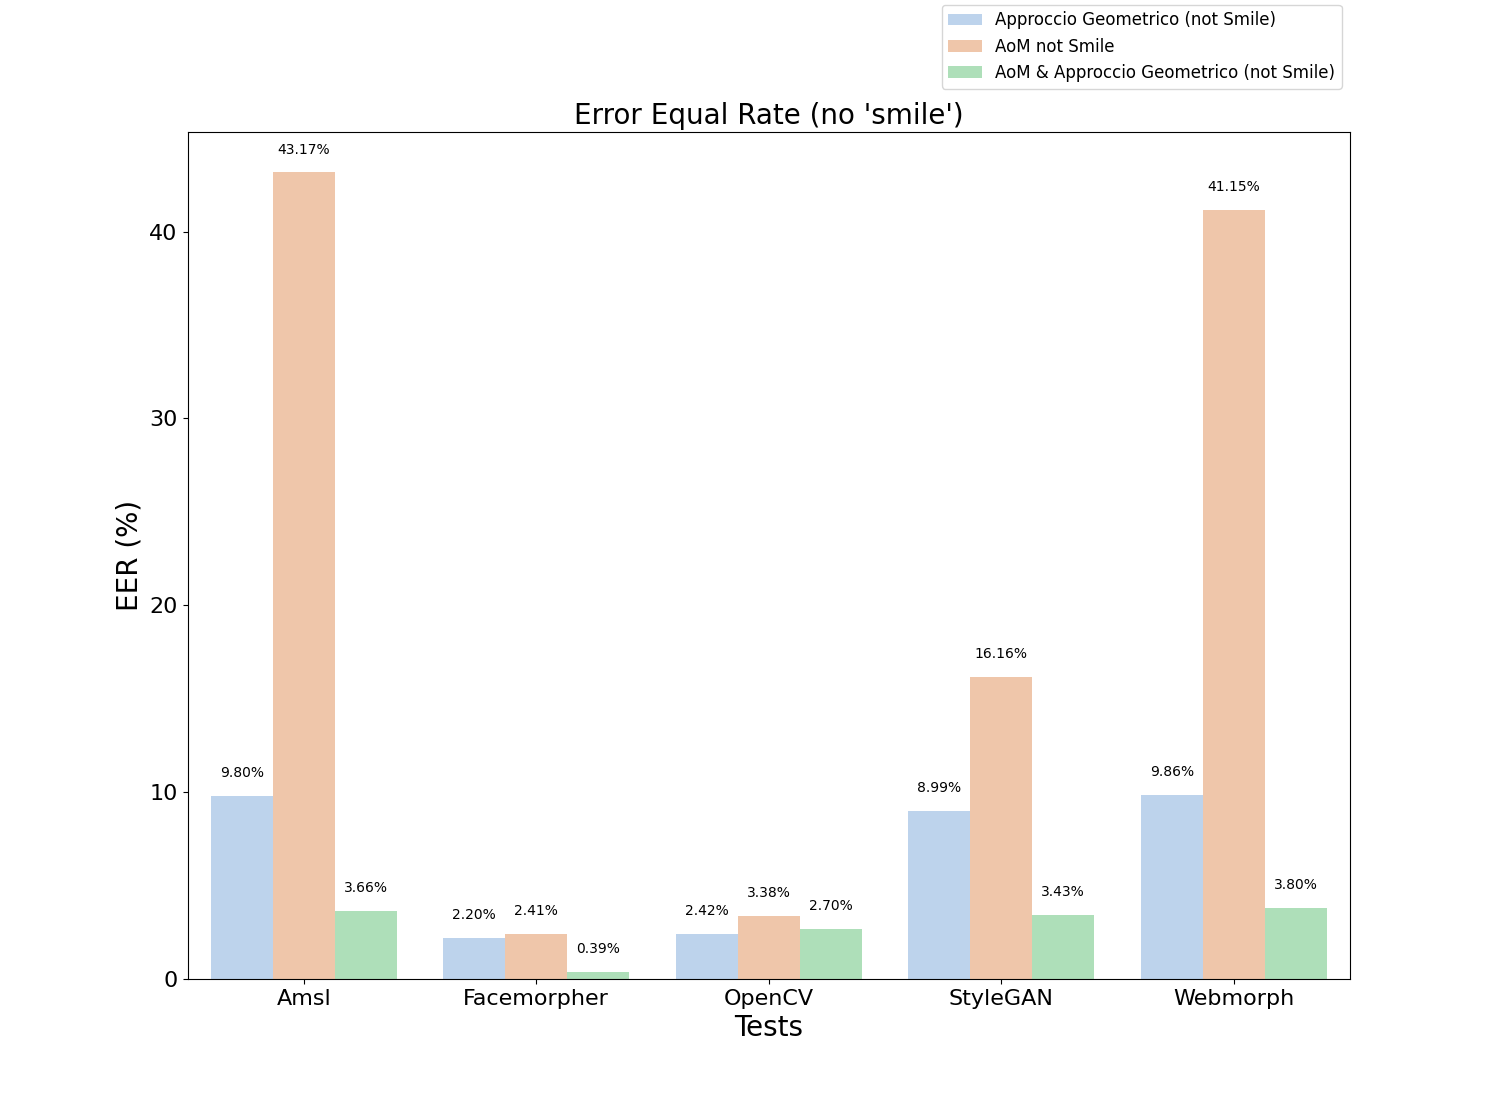 Approccio Geometrico (not Smile)
AoM not Smile
AoM & Approccio Geometrico (not Smile)
Error Equal Rate (no 'smile')
43.17%
41.15%
40
30
EER (%)
20
16.16%
10
9.80%
8.99%
9.86%
3.66%
2.20%
2.41%
0.39%
2.42%
3.38%
2.70%
3.43%
3.80%
0
Amsl
Facemorpher
OpenCV
StyleGAN
Webmorph
Tests